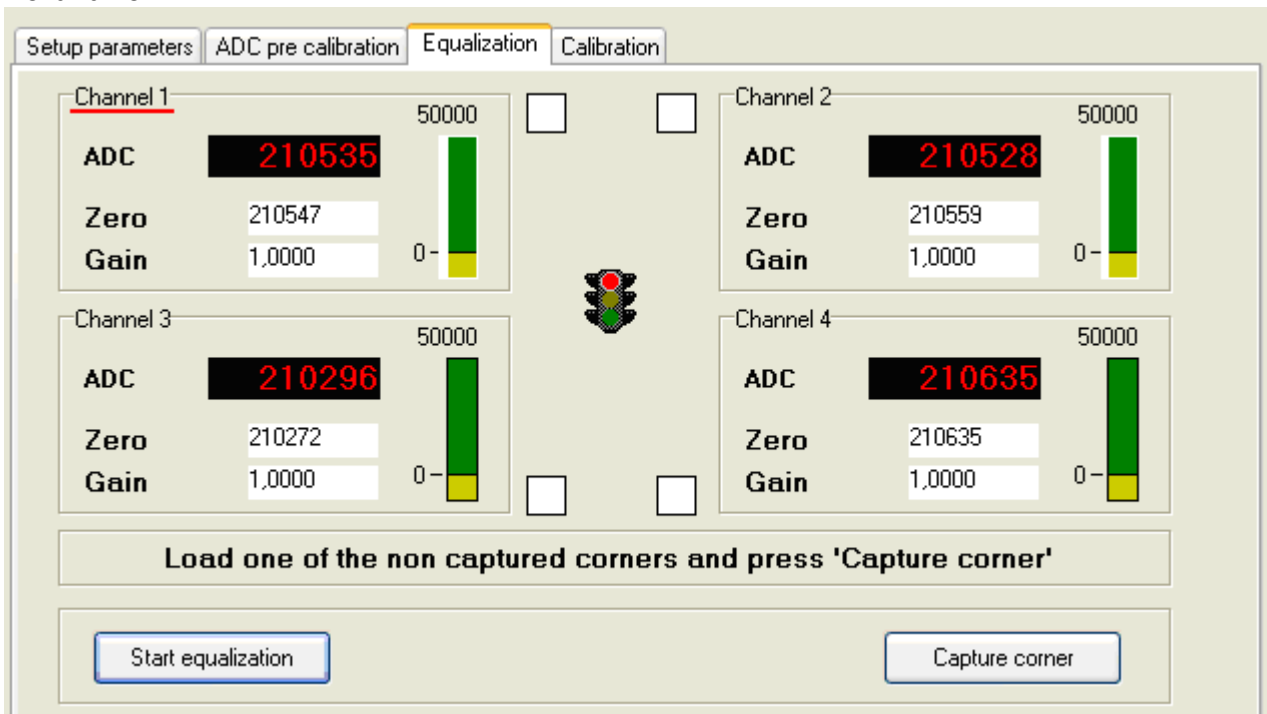 Setup parameters ADC pre calibration Equalization Calibration
Channel 1
50000
ADC 210535
Zero 210547
Gain 1,0000
0
Channel 2
50000
ADC 210528
Zero 210559
Gain 1,0000
0
Channel 3
50000
ADC 210296
Zero 210272
Gain 1,0000
0
Channel 4
50000
ADC 210635
Zero 210635
Gain 1,0000
0
Load one of the non captured corners and press 'Capture corner'
Start equalization Capture corner